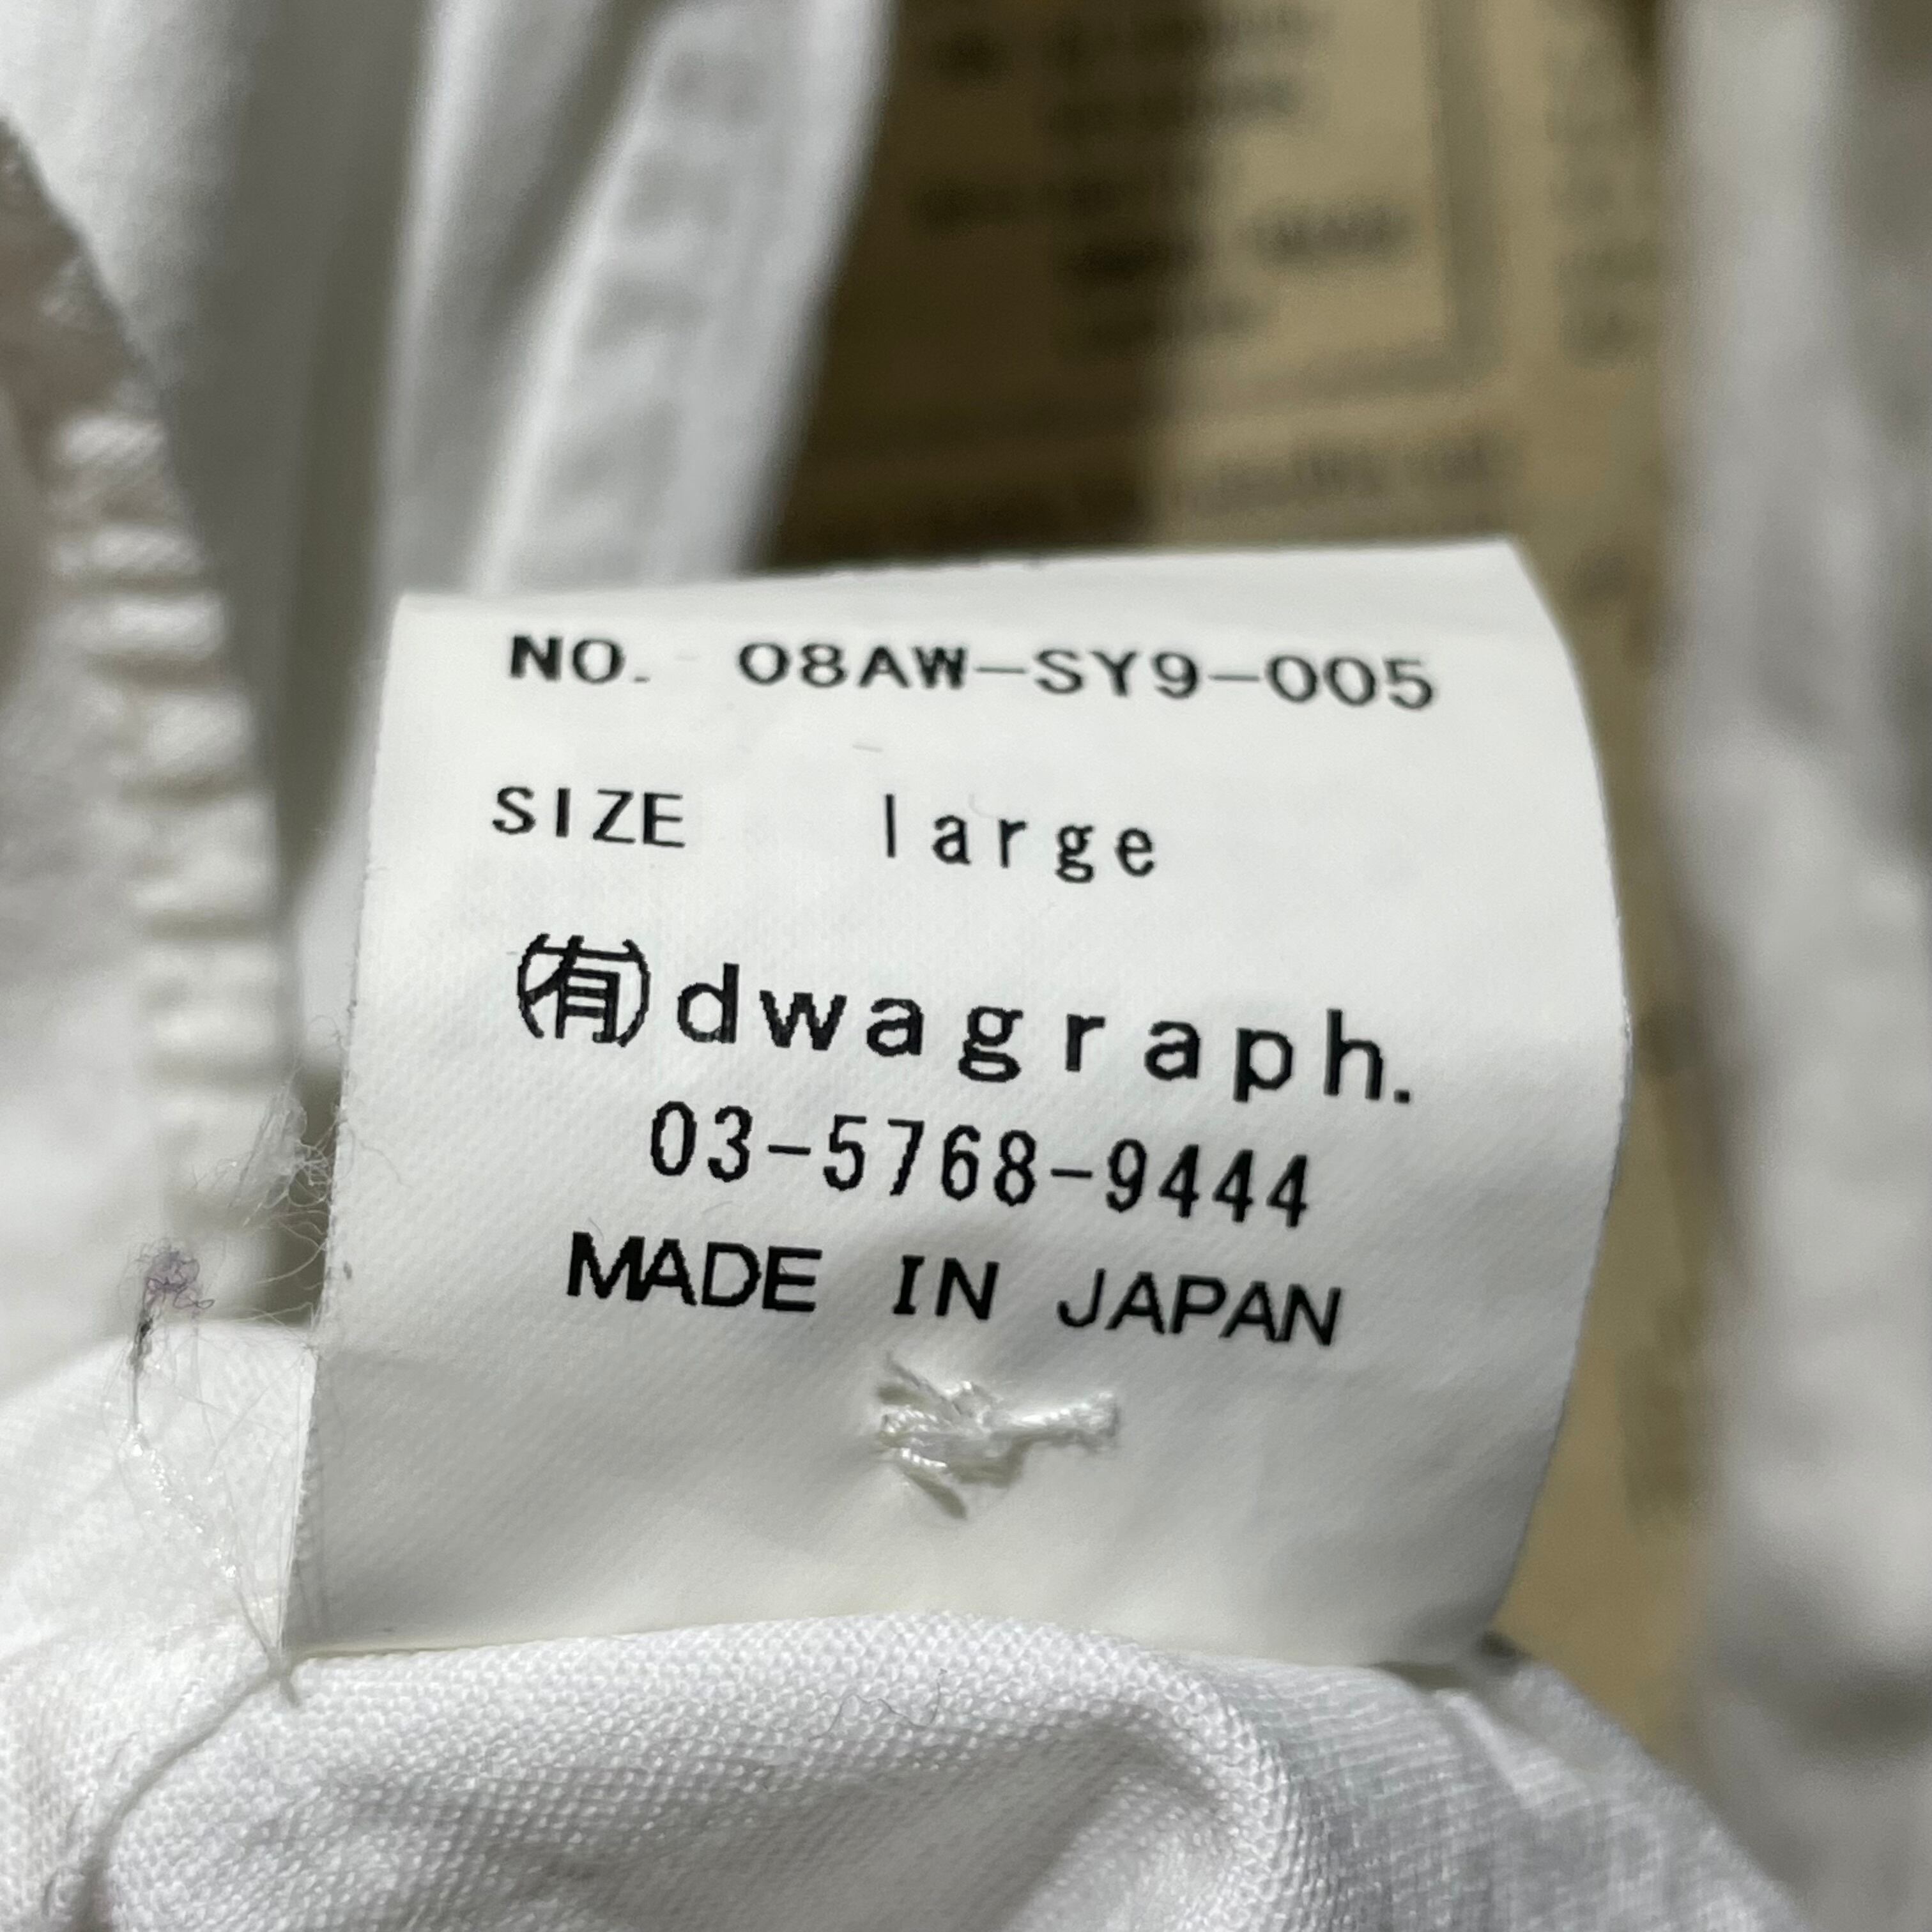 NO. 08AW-SY9-005
SIZE large
㈲dwagraph.
03-5768-9444
MADE IN JAPAN